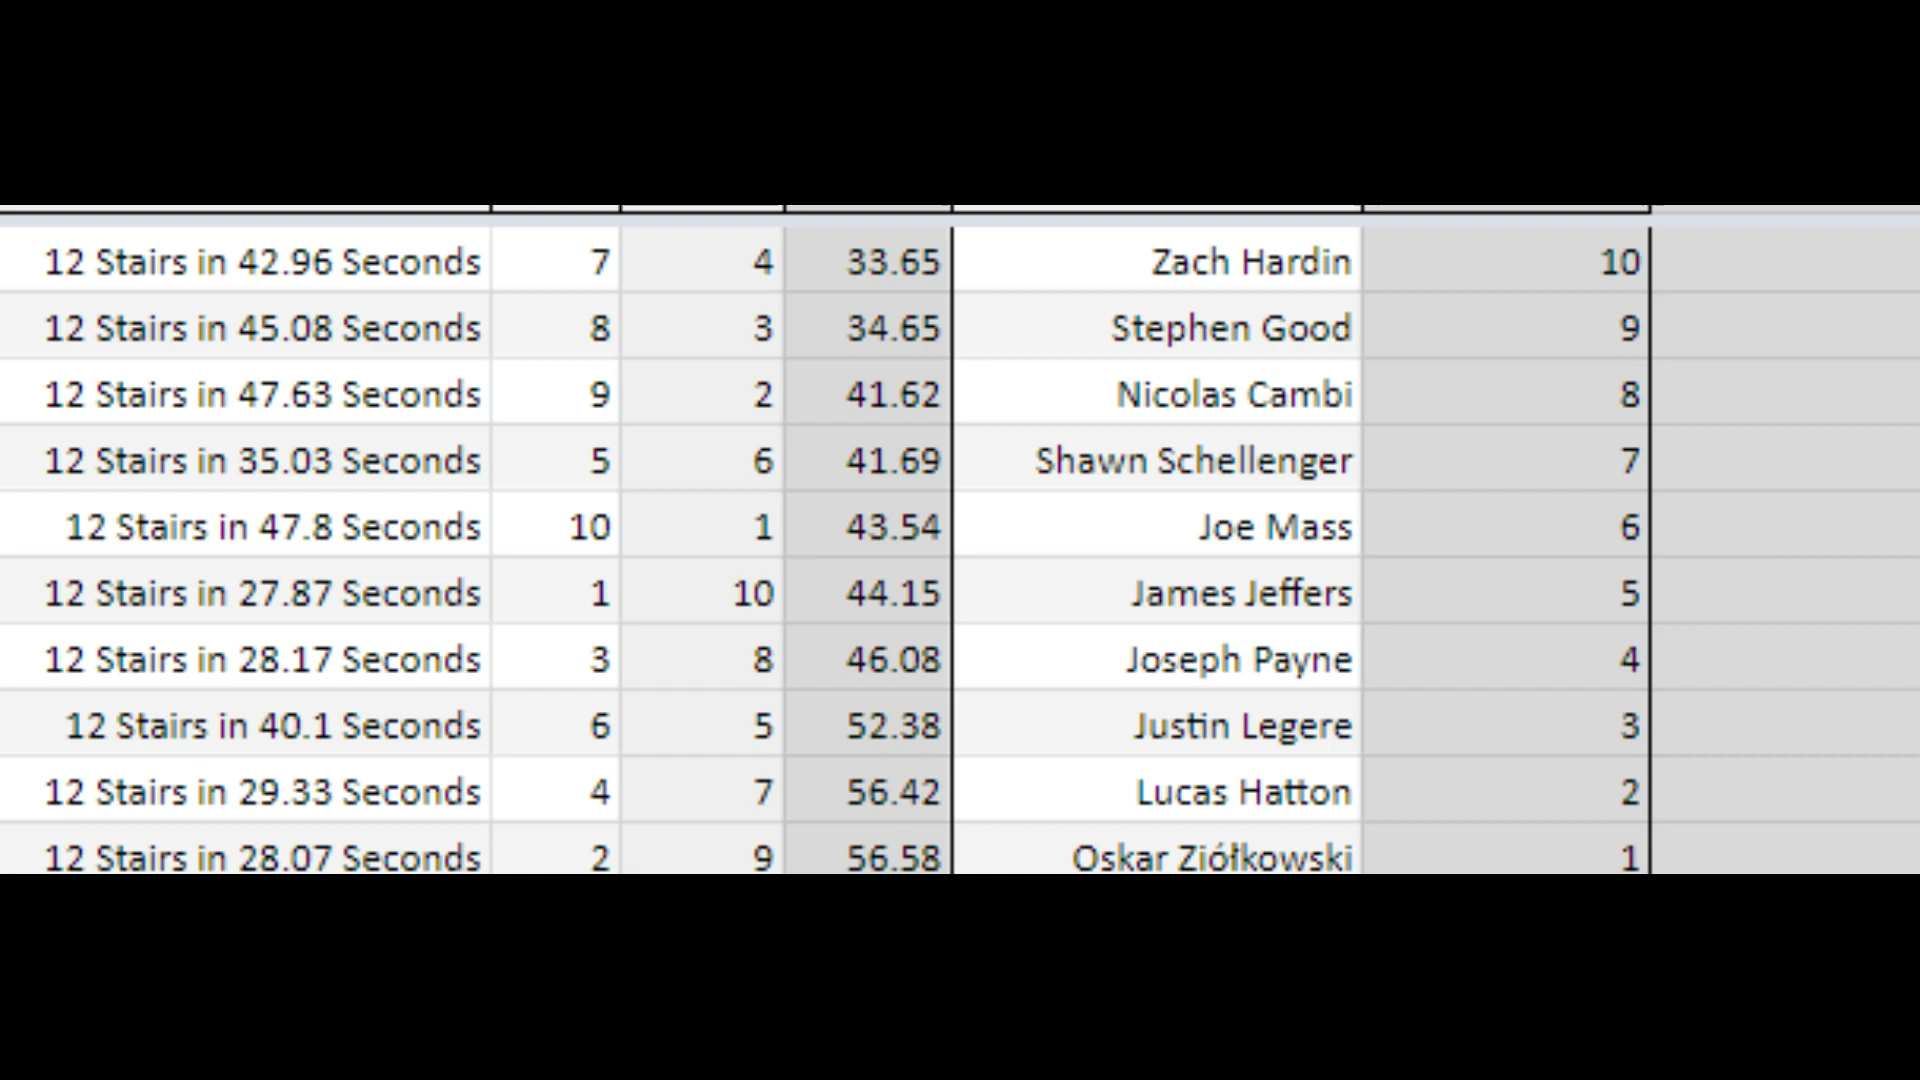 12 Stairs in 42.96 Seconds 7 4 33.65 Zach Hardin 10
12 Stairs in 45.08 Seconds 8 3 34.65 Stephen Good 9
12 Stairs in 47.63 Seconds 9 2 41.62 Nicolas Cambi 8
12 Stairs in 35.03 Seconds 5 6 41.69 Shawn Schellenger 7
12 Stairs in 47.8 Seconds 10 1 43.54 Joe Mass 6
12 Stairs in 27.87 Seconds 1 10 44.15 James Jeffers 5
12 Stairs in 28.17 Seconds 3 8 46.08 Joseph Payne 4
12 Stairs in 40.1 Seconds 6 5 52.38 Justin Legere 3
12 Stairs in 29.33 Seconds 4 7 56.42 Lucas Hatton 2
12 Stairs in 28.07 Seconds 2 9 56.58 Oskar Ziółkowski 1